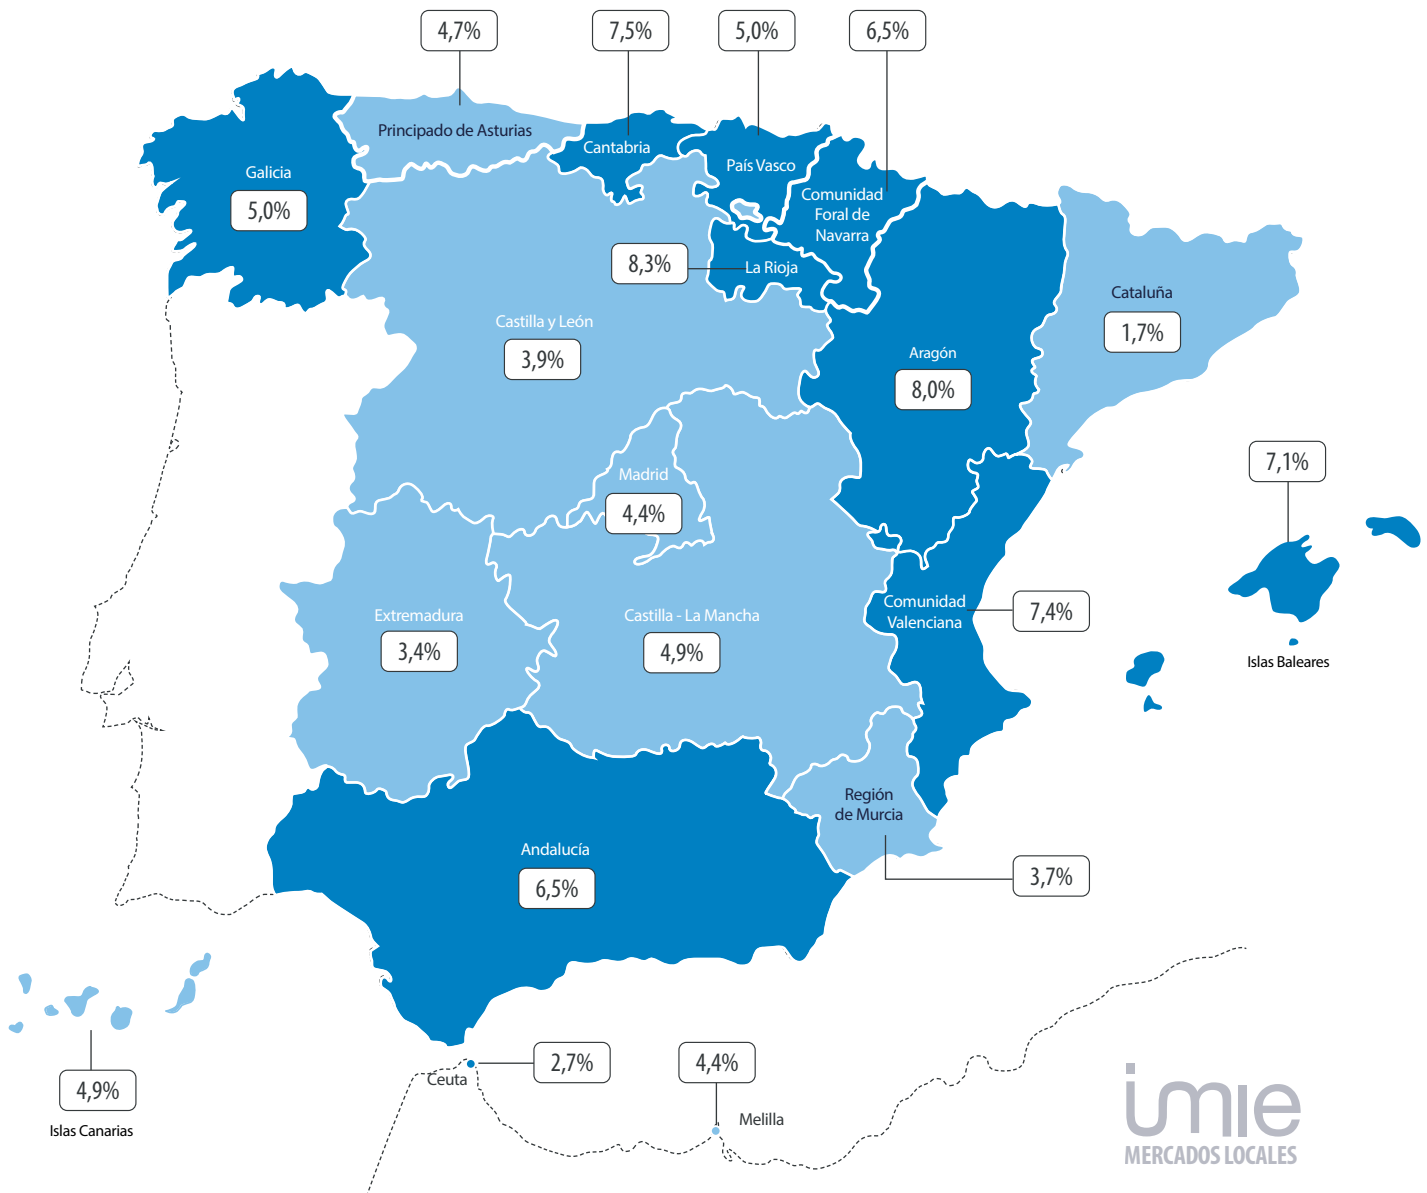 4,7%
7,5%
5,0%
6,5%
Principado de Asturias
Cantabria
País Vasco
Galicia
5,0%
Comunidad
Foral de
Navarra
8,3%
La Rioja
Cataluña
1,7%
Castilla y León
3,9%
Aragón
8,0%
7,1%
Madrid
4,4%
Comunidad
Valenciana
7,4%
Extremadura
3,4%
Castilla - La Mancha
4,9%
Islas Baleares
Región
de Murcia
3,7%
Andalucía
6,5%
2,7%
Ceuta
4,4%
Melilla
4,9%
Islas Canarias
imie
MERCADOS LOCALES